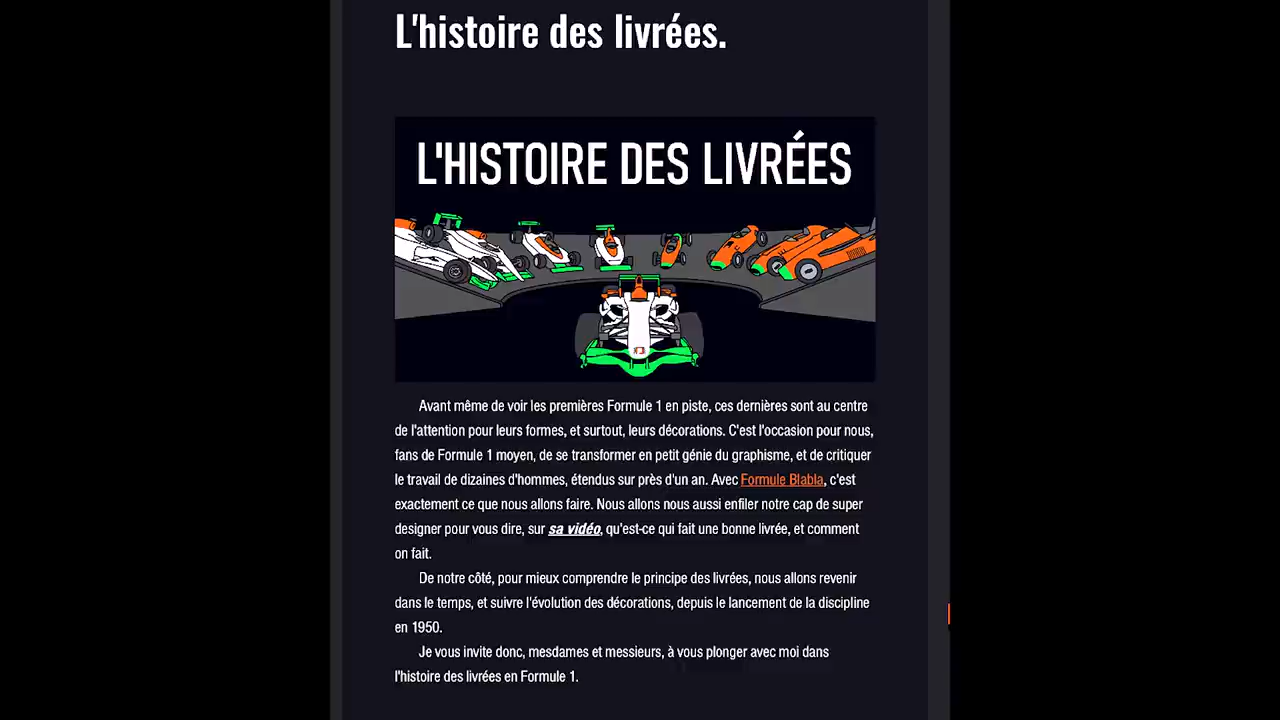 L'histoire des livrées.
L'HISTOIRE DES LIVRÉES
Avant même de voir les premières Formule 1 en piste, ces dernières sont au centre
de l'attention pour leurs formes, et surtout, leurs décorations. C'est l'occasion pour nous,
fans de Formule 1 moyen, de se transformer en petit génie du graphisme, et de critiquer
le travail de dizaines d'hommes, étendus sur près d'un an. Avec Formule Blabla, c'est
exactement ce que nous allons faire. Nous allons nous aussi enfiler notre cap de super
designer pour vous dire, sur sa vidéo, qu'est-ce qui fait une bonne livrée, et comment
on fait.
De notre côté, pour mieux comprendre le principe des livrées, nous allons revenir
dans le temps, et suivre l'évolution des décorations, depuis le lancement de la discipline
en 1950.
Je vous invite donc, mesdames et messieurs, à vous plonger avec moi dans
l'histoire des livrées en Formule 1.